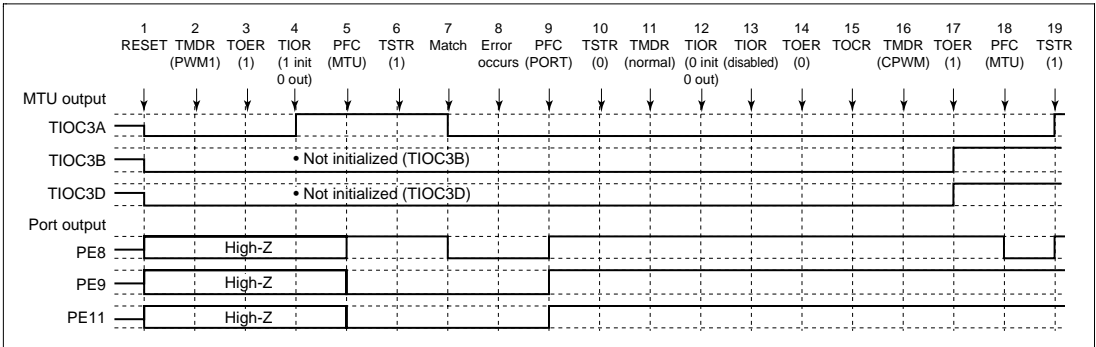 1 2 3 4 5 6 7 8 9 10 11 12 13 14 15 16 17 18 19
RESET TMDR TOER TIOR PFC TSTR Match Error PFC TSTR TMDR TIOR TIOR TOER TOCR TMDR TOER PFC TSTR
(PWM1) (1) (1 init (MTU) (1) occurs (PORT) (0) (normal) (0 init (disabled) (0) (CPWM) (1) (MTU) (1)
0 out) 0 out)
MTU output
TIOC3A
TIOC3B • Not initialized (TIOC3B)
TIOC3D • Not initialized (TIOC3D)
Port output
PE8 High-Z
PE9 High-Z
PE11 High-Z